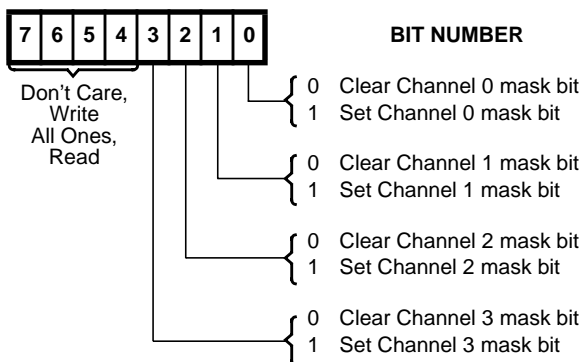 7 6 5 4 3 2 1 0 BIT NUMBER
Don't Care,
Write
All Ones,
Read
0 Clear Channel 0 mask bit
1 Set Channel 0 mask bit
0 Clear Channel 1 mask bit
1 Set Channel 1 mask bit
0 Clear Channel 2 mask bit
1 Set Channel 2 mask bit
0 Clear Channel 3 mask bit
1 Set Channel 3 mask bit